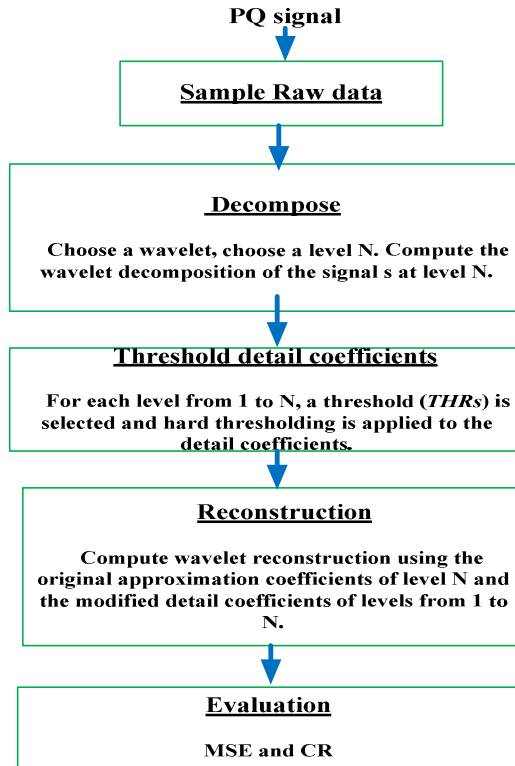 PQ signal
Sample Raw data
Decompose
Choose a wavelet, choose a level N. Compute the
wavelet decomposition of the signal s at level N.
Threshold detail coefficients
For each level from 1 to N, a threshold (THRs) is
selected and hard thresholding is applied to the
detail coefficients.
Reconstruction
Compute wavelet reconstruction using the
original approximation coefficients of level N and
the modified detail coefficients of levels from 1 to
N.
Evaluation
MSE and CR